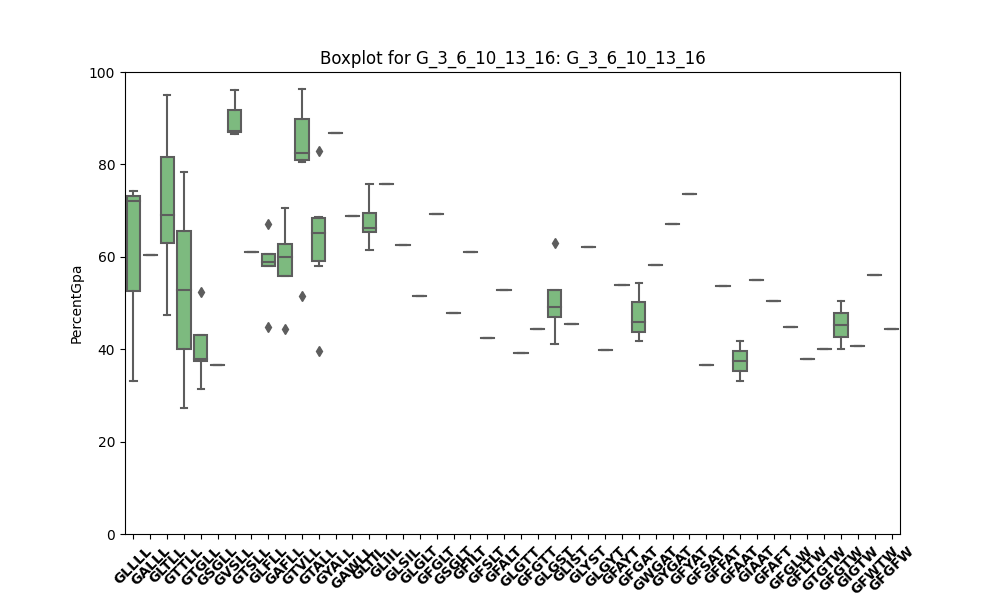 Boxplot for G_3_6_10_13_16: G_3_6_10_13_16
PercentGpa
100
80
60
40
20
0
GLLLL
GALLL
GLTLL
GTTLL
GTGLL
GSGLL
GVSLL
GTSLL
GLFLL
GAFLL
GTVLL
GTALL
GYALL
GAWLL
GLTIL
GLIIL
GLSIL
GLGLT
GFGLT
GSGLT
GFILT
GFSLT
GFALT
GLGTT
GFGTT
GLGST
GLIST
GLYST
GLGYT
GFAYT
GFGAT
GWGAT
GYGAT
GFYAT
GFSAT
GFFAT
GFAAT
GIAAT
GFAFT
GFGLW
GFLTW
GTGTW
GFGTW
GIGTW
GFWTW
GFGFW